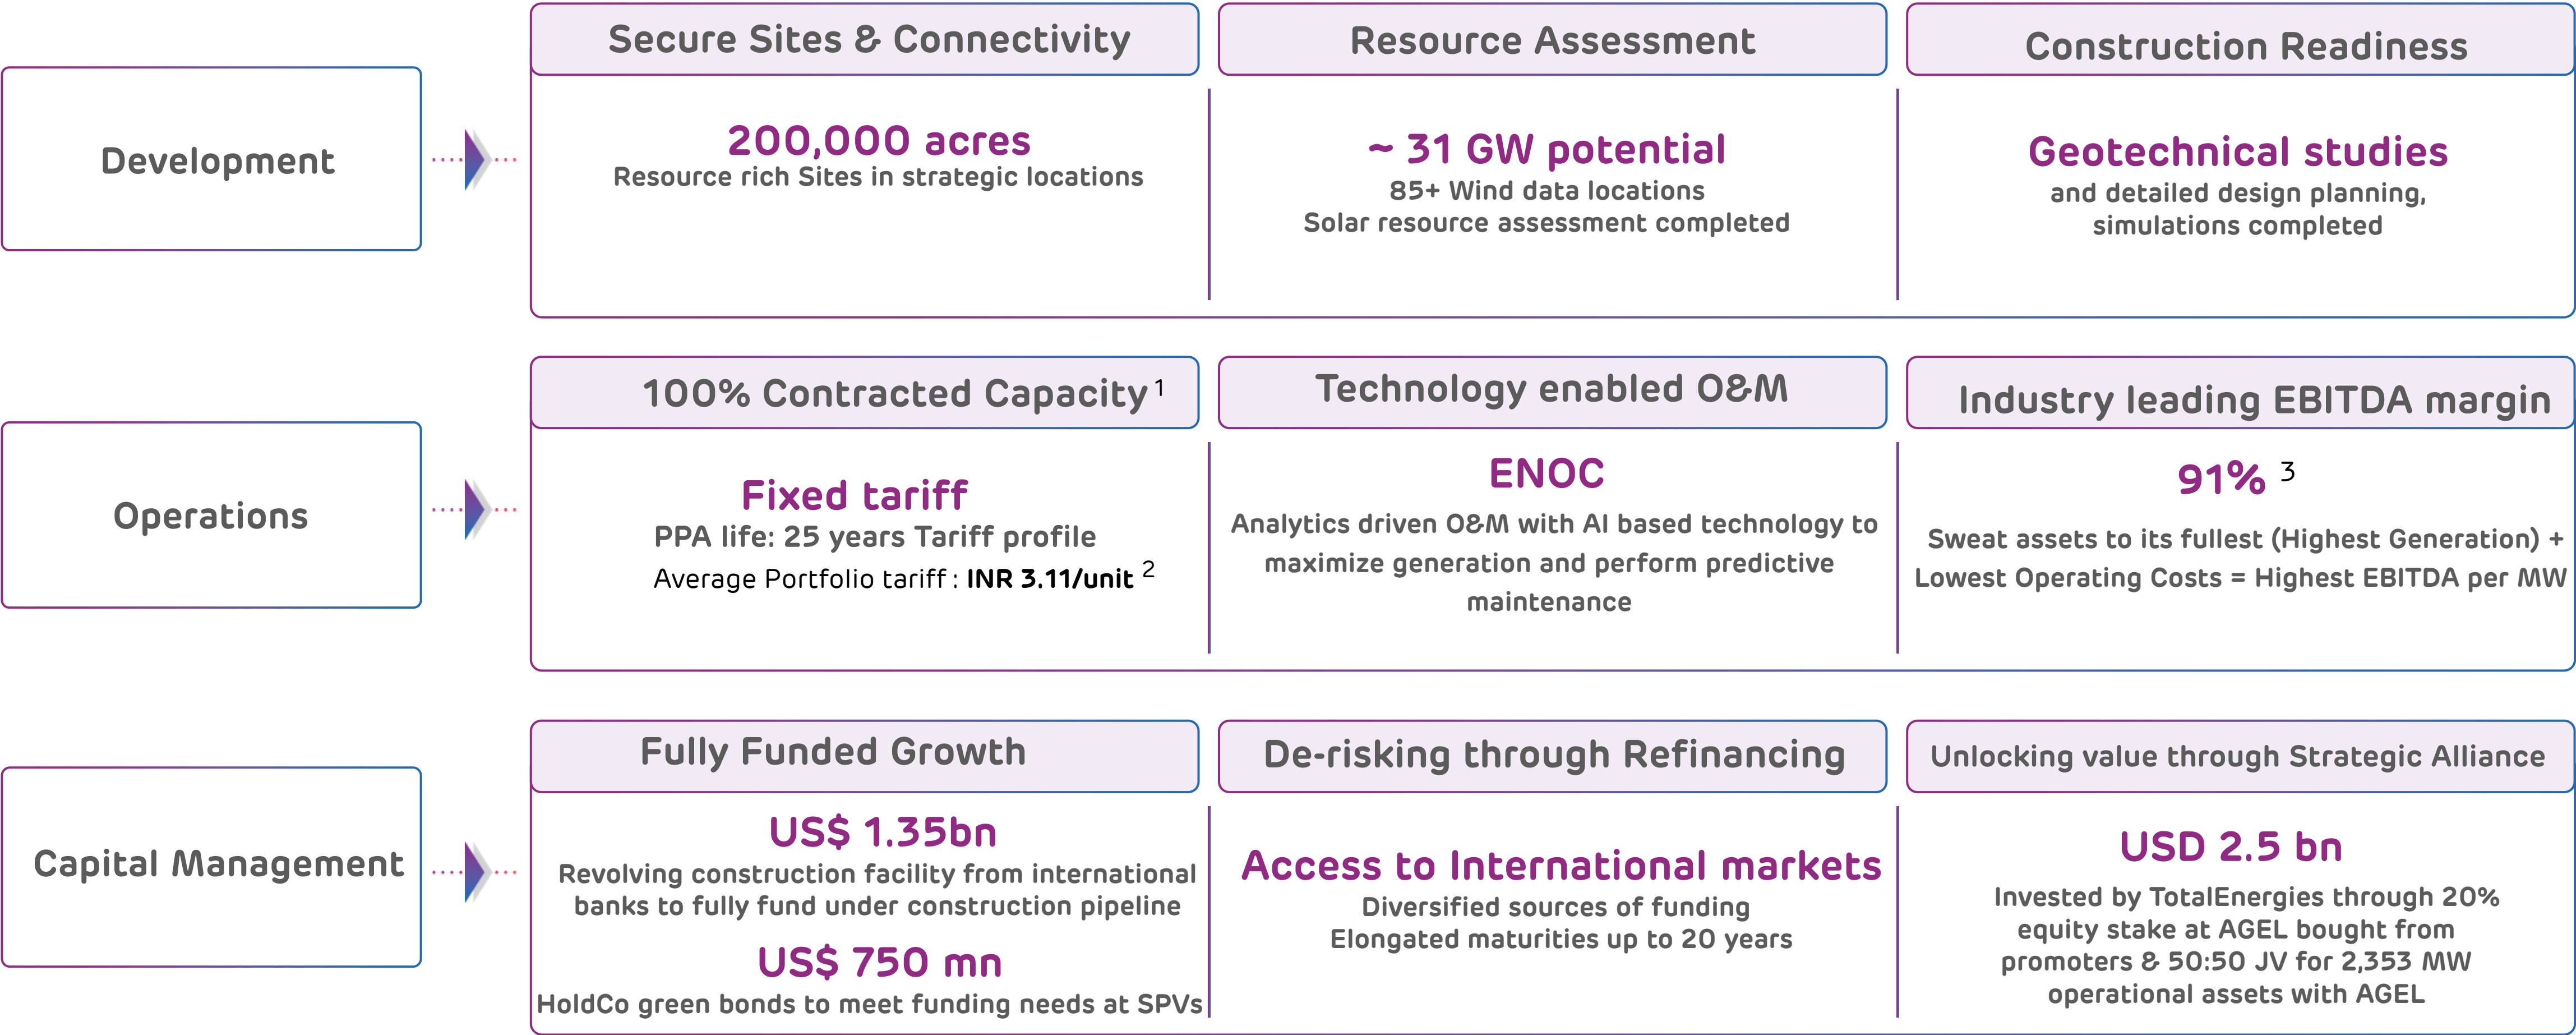 Development
Secure Sites & Connectivity
200,000 acres
Resource rich Sites in strategic locations
Resource Assessment
~ 31 GW potential
85+ Wind data locations
Solar resource assessment completed
Construction Readiness
Geotechnical studies
and detailed design planning,
simulations completed
Operations
100% Contracted Capacity 1
Fixed tariff
PPA life: 25 years Tariff profile
Average Portfolio tariff : INR 3.11/unit 2
Technology enabled O&M
ENOC
Analytics driven O&M with AI based technology to
maximize generation and perform predictive
maintenance
Industry leading EBITDA margin
91% 3
Sweat assets to its fullest (Highest Generation) +
Lowest Operating Costs = Highest EBITDA per MW
Capital Management
Fully Funded Growth
US$ 1.35bn
Revolving construction facility from international
banks to fully fund under construction pipeline
US$ 750 mn
HoldCo green bonds to meet funding needs at SPVs
De-risking through Refinancing
Access to International markets
Diversified sources of funding
Elongated maturities up to 20 years
Unlocking value through Strategic Alliance
USD 2.5 bn
Invested by TotalEnergies through 20%
equity stake at AGEL bought from
promoters & 50:50 JV for 2,353 MW
operational assets with AGEL